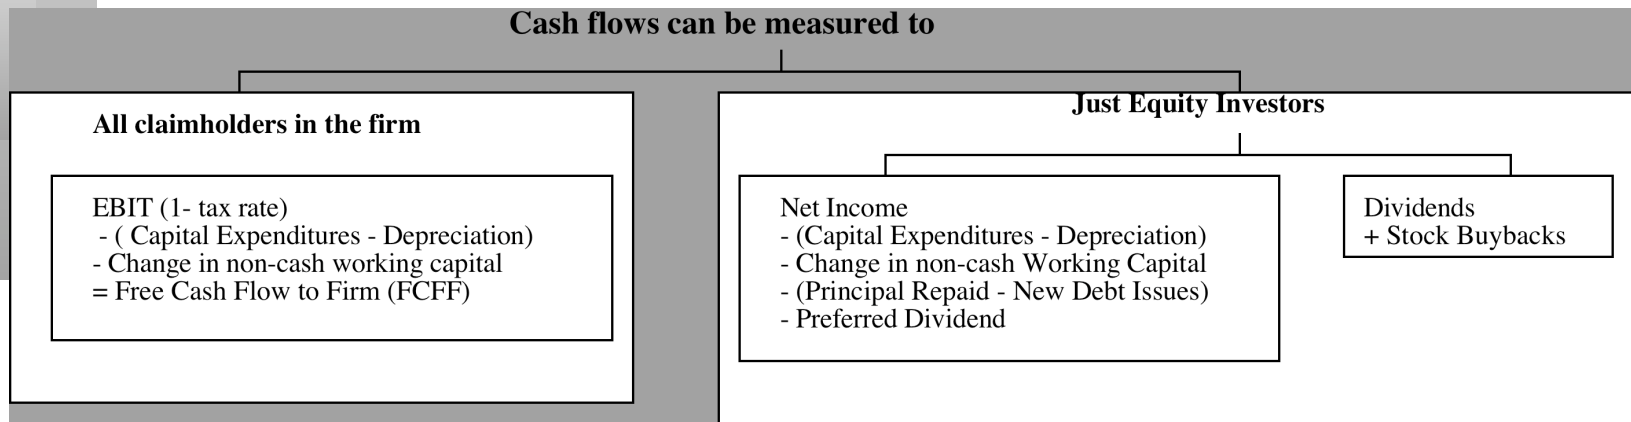 Cash flows can be measured to
All claimholders in the firm
EBIT (1- tax rate)
- ( Capital Expenditures - Depreciation)
- Change in non-cash working capital
= Free Cash Flow to Firm (FCFF)
Just Equity Investors
Net Income
- (Capital Expenditures - Depreciation)
- Change in non-cash Working Capital
- (Principal Repaid - New Debt Issues)
- Preferred Dividend
Dividends
+ Stock Buybacks